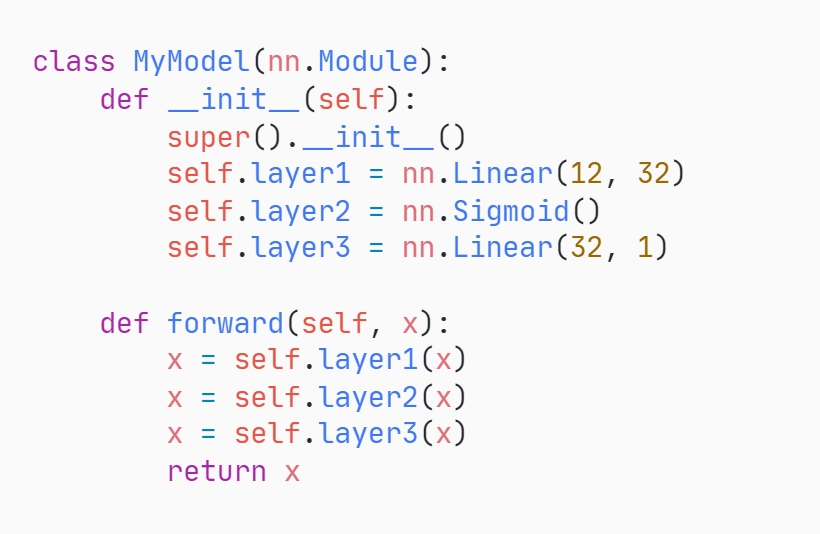 class MyModel(nn.Module):
    def __init__(self):
        super().__init__()
        self.layer1 = nn.Linear(12, 32)
        self.layer2 = nn.Sigmoid()
        self.layer3 = nn.Linear(32, 1)

    def forward(self, x):
        x = self.layer1(x)
        x = self.layer2(x)
        x = self.layer3(x)
        return x